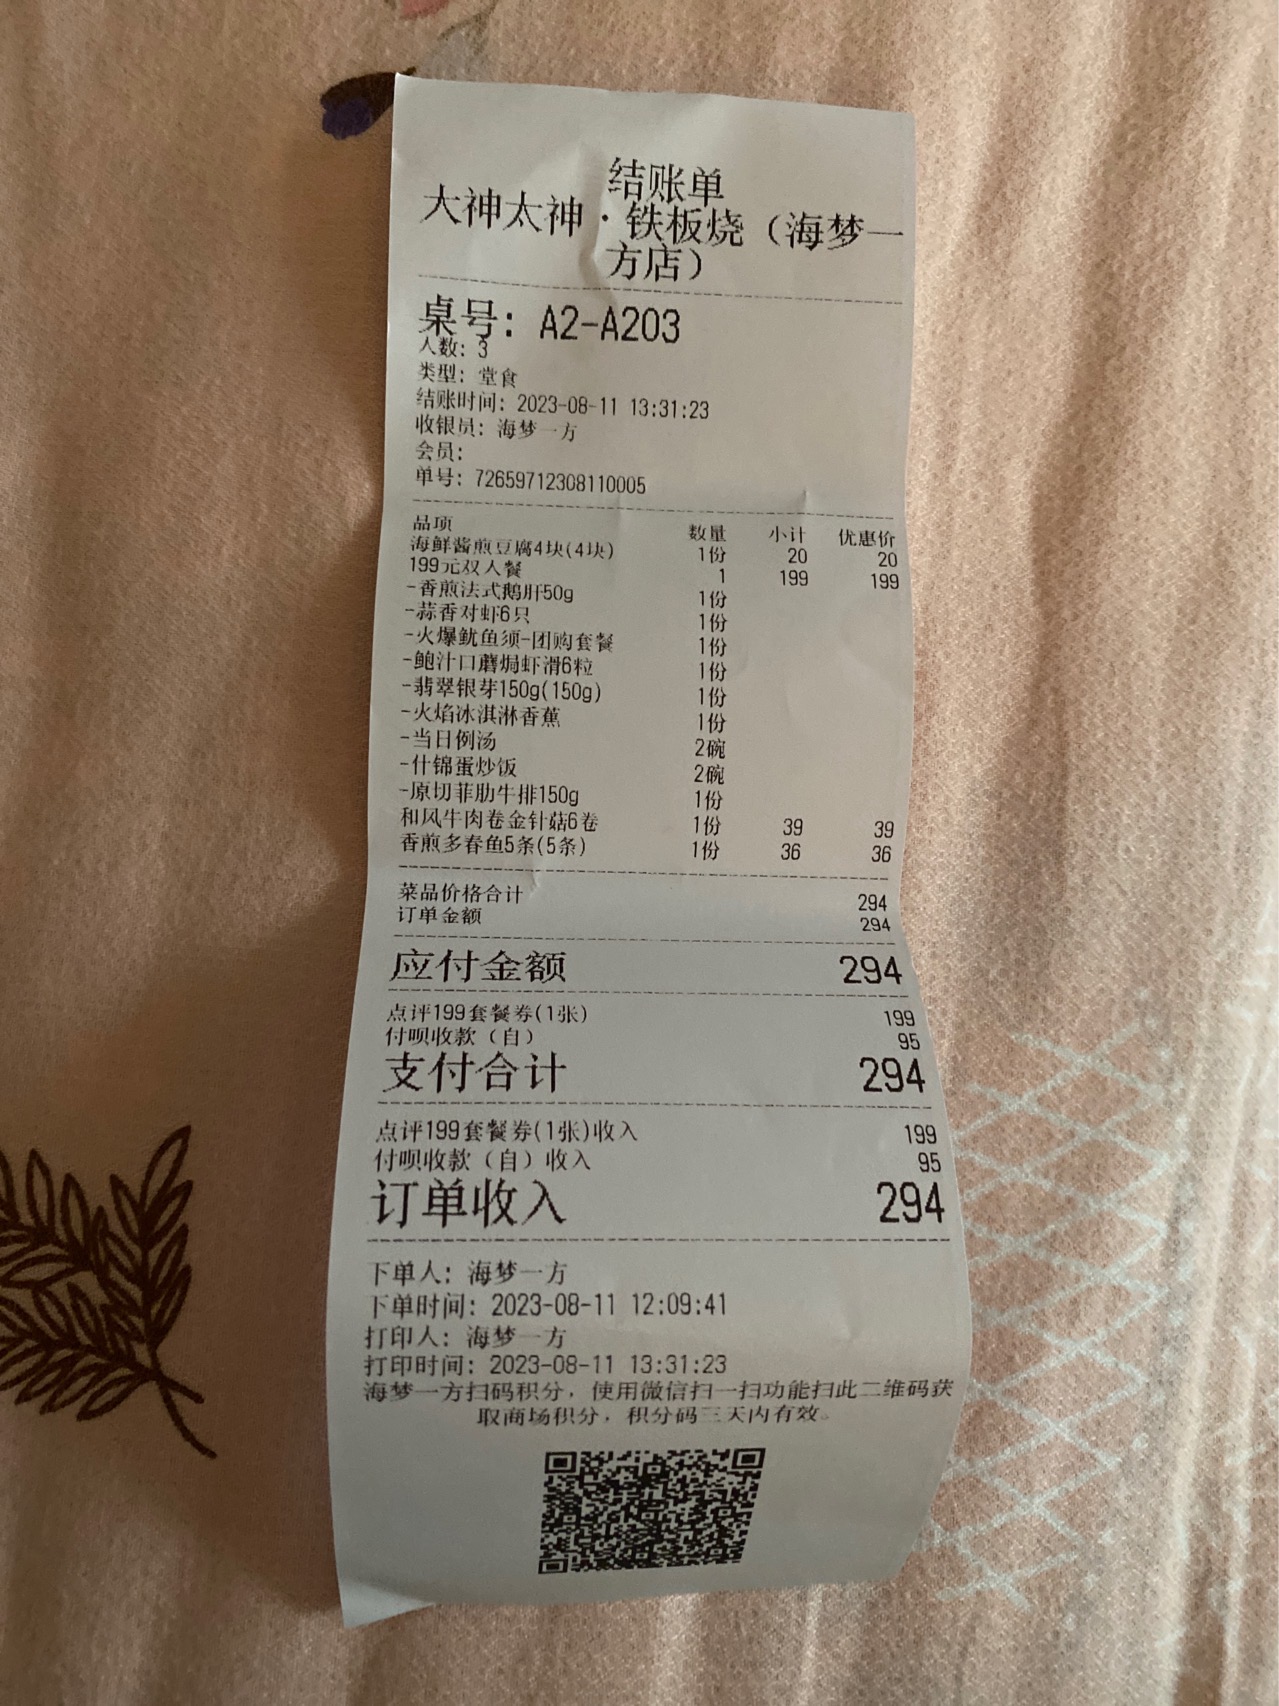 结账单
大神太神·铁板烧（海梦一
方店）
桌号: A2-A203
人数: 3
类型: 堂食
结账时间: 2023-08-11 13:31:23
收银员: 海梦一方
会员:
单号: 72659712308110005
品项 数量 小计 优惠价
海鲜酱煎豆腐4块(4块) 1份 20 20
199元双人餐 1 199 199
-香煎法式鹅肝50g 1份
-蒜香对虾6只 1份
-火爆鱿鱼须-团购套餐 1份
-鲍汁口蘑焗虾滑6粒 1份
-翡翠银芽150g(150g) 1份
-火焰冰淇淋香蕉 1份
-当日例汤 2碗
-什锦蛋炒饭 2碗
-原切菲肋牛排150g 1份
和风牛肉卷金针菇6卷 1份 39 39
香煎多春鱼5条(5条) 1份 36 36
菜品价格合计 294
订单金额 294
应付金额 294
点评199套餐券(1张) 199
付呗收款（自） 95
支付合计 294
点评199套餐券(1张)收入 199
付呗收款（自）收入 95
订单收入 294
下单人: 海梦一方
下单时间: 2023-08-11 12:09:41
打印人: 海梦一方
打印时间: 2023-08-11 13:31:23
海梦一方扫码积分，使用微信扫一扫功能扫此二维码获
取商场积分，积分码三天内有效。